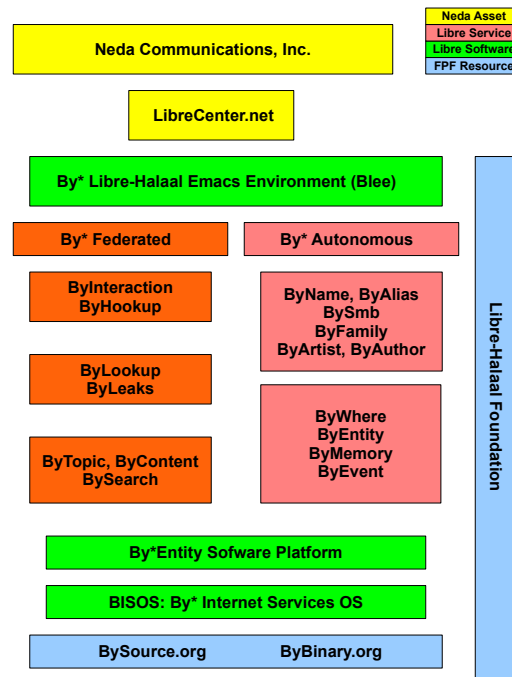 Neda Asset
Libre Service
Libre Software
FPF Resource
Neda Communications, Inc.
LibreCenter.net
By* Libre-Halaal Emacs Environment (Blee)
By* Federated
By* Autonomous
ByInteraction
ByHookup
ByName, ByAlias
BySmb
ByFamily
ByArtist, ByAuthor
ByLookup
ByLeaks
ByWhere
ByEntity
ByMemory
ByEvent
ByTopic, ByContent
BySearch
Libre-Halaal Foundation
By*Entity Sofware Platform
BISOS: By* Internet Services OS
BySource.org ByBinary.org